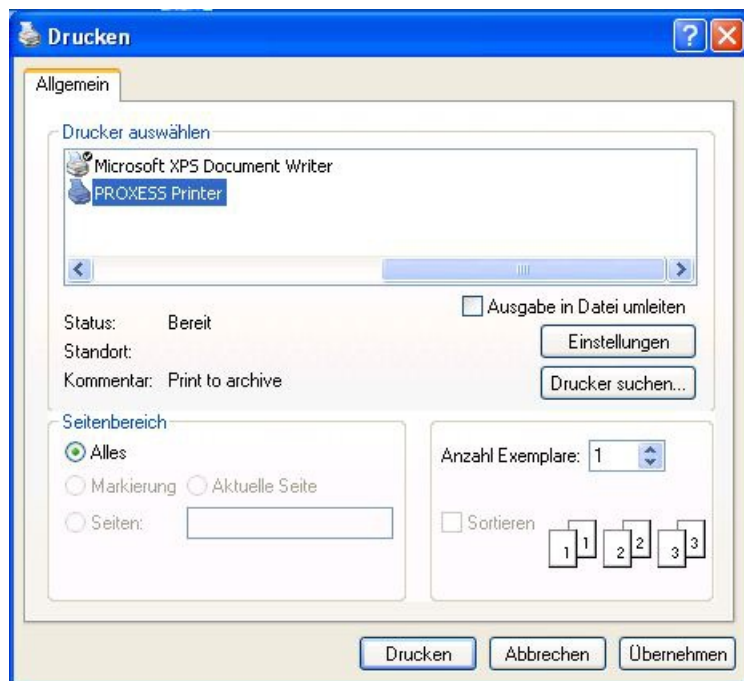 Drucken
Allgemein
Drucker auswählen
Microsoft XPS Document Writer
PROXESS Printer
Ausgabe in Datei umleiten
Status: Bereit
Einstellungen
Standort:
Kommentar: Print to archive
Drucker suchen...
Seitenbereich
Alles
Markierung Aktuelle Seite
Seiten:
Anzahl Exemplare: 1
Sortieren
1 1 2 2 3 3
Drucken Abbrechen Übernehmen